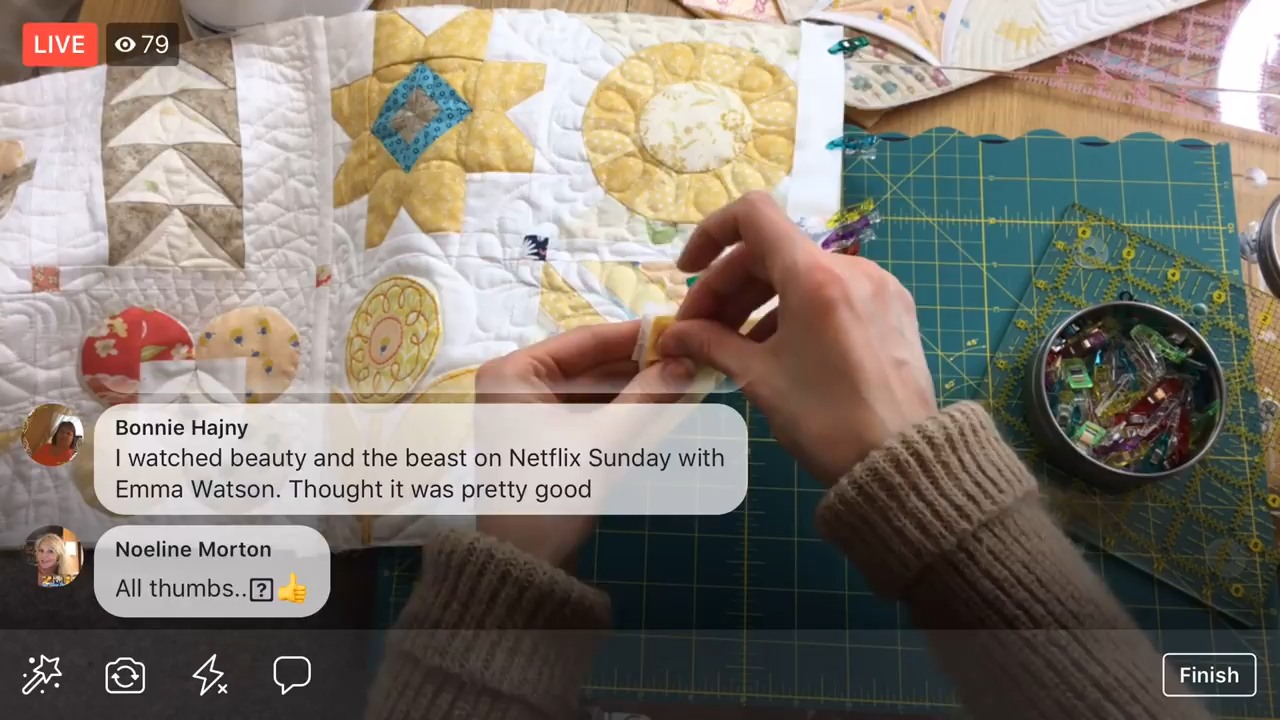 LIVE 79
Bonnie Hajny
I watched beauty and the beast on Netflix Sunday with
Emma Watson. Thought it was pretty good
Noeline Morton
All thumbs..⍰👍
Finish